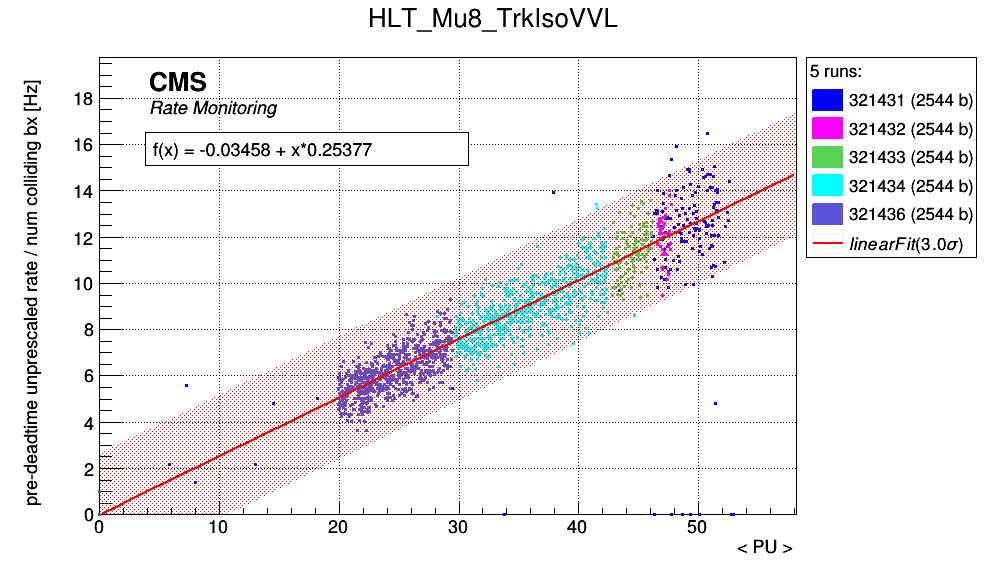 HLT_Mu8_TrkIsoVVL
CMS
Rate Monitoring
f(x) = -0.03458 + x*0.25377
pre-deadtime unprescaled rate / num colliding bx [Hz]
18
16
14
12
10
8
6
4
2
0
0 10 20 30 40 50
< PU >
5 runs:
321431 (2544 b)
321432 (2544 b)
321433 (2544 b)
321434 (2544 b)
321436 (2544 b)
linearFit(3.0σ)